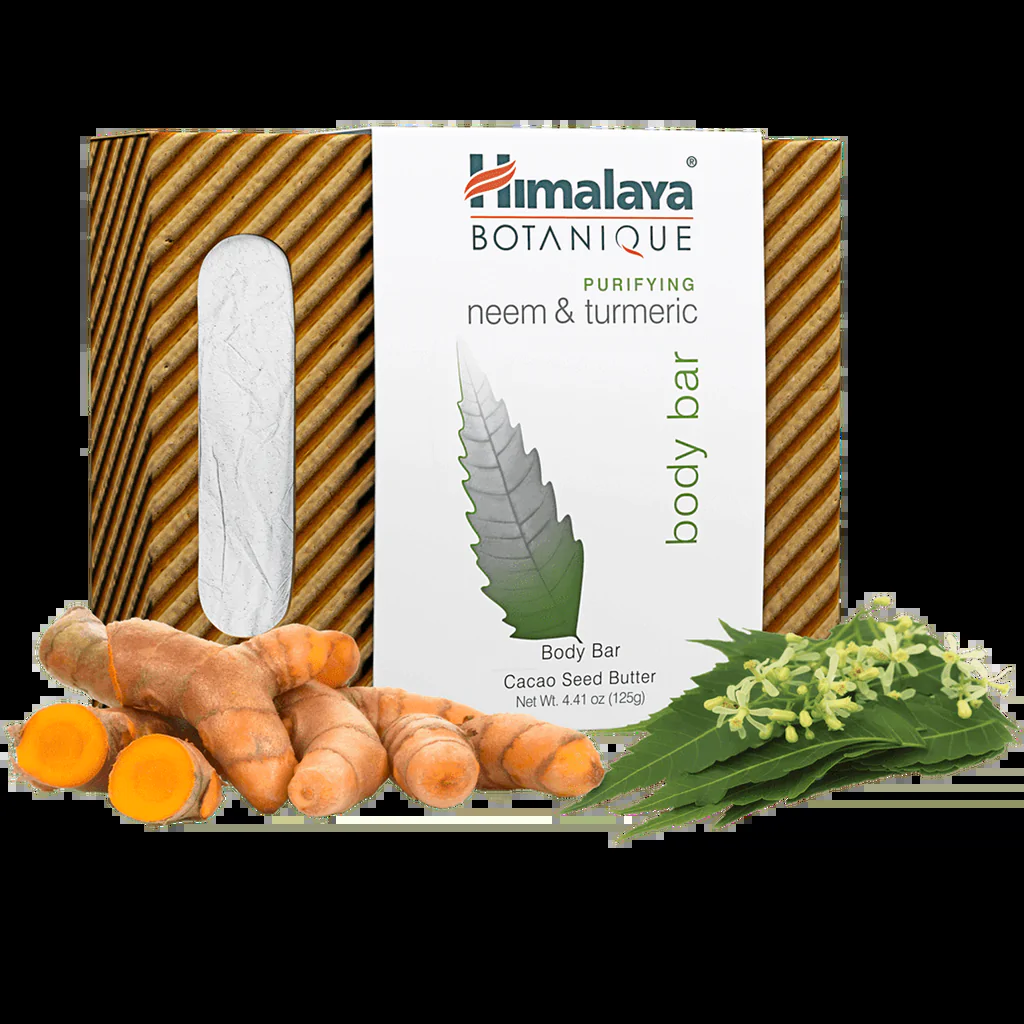 Himalaya®
BOTANIQUE
PURIFYING
neem & turmeric
body bar
Body Bar
Cacao Seed Butter
Net Wt. 4.41 oz (125g)